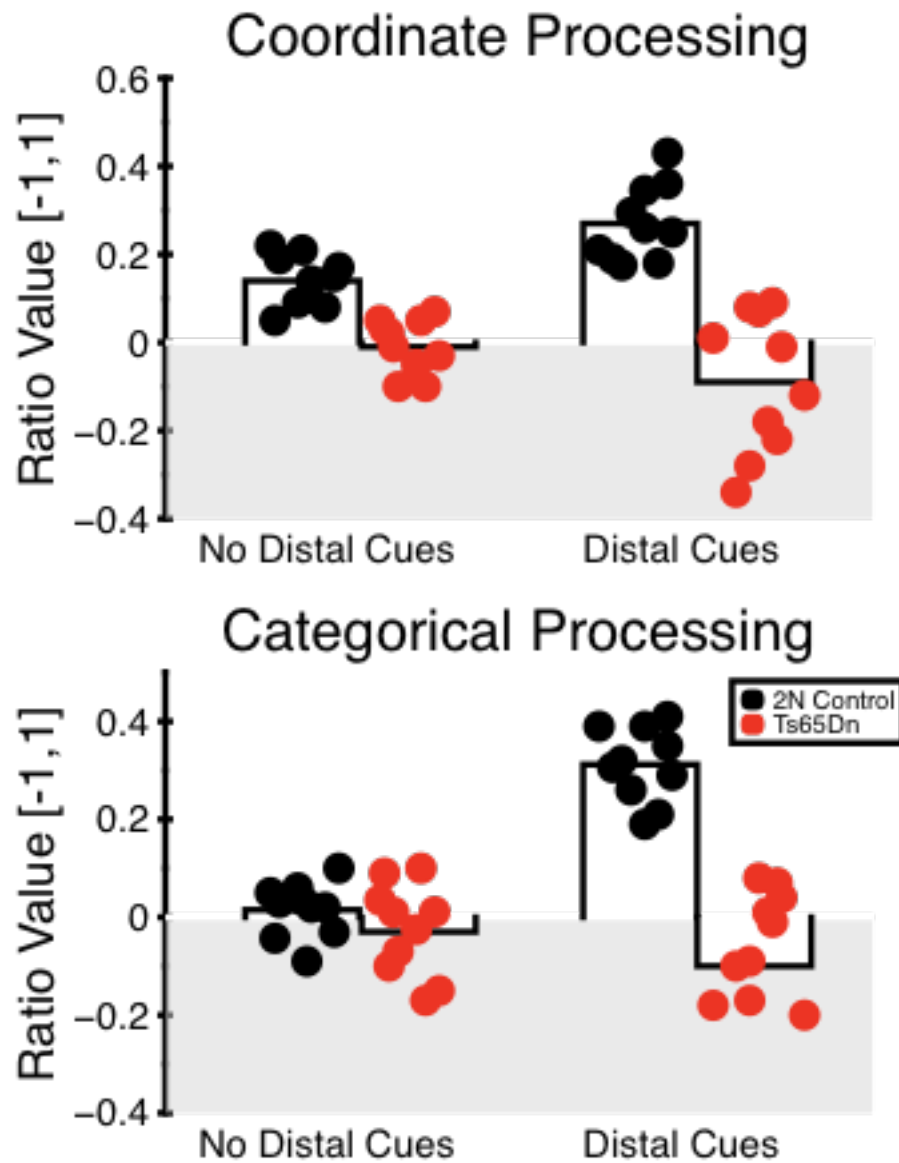 Coordinate Processing
Ratio Value [-1,1]
0.6
0.4
0.2
0
−0.2
−0.4
No Distal Cues
Distal Cues
Categorical Processing
Ratio Value [-1,1]
0.4
0.2
0
−0.2
−0.4
2N Control
Ts65Dn
No Distal Cues
Distal Cues